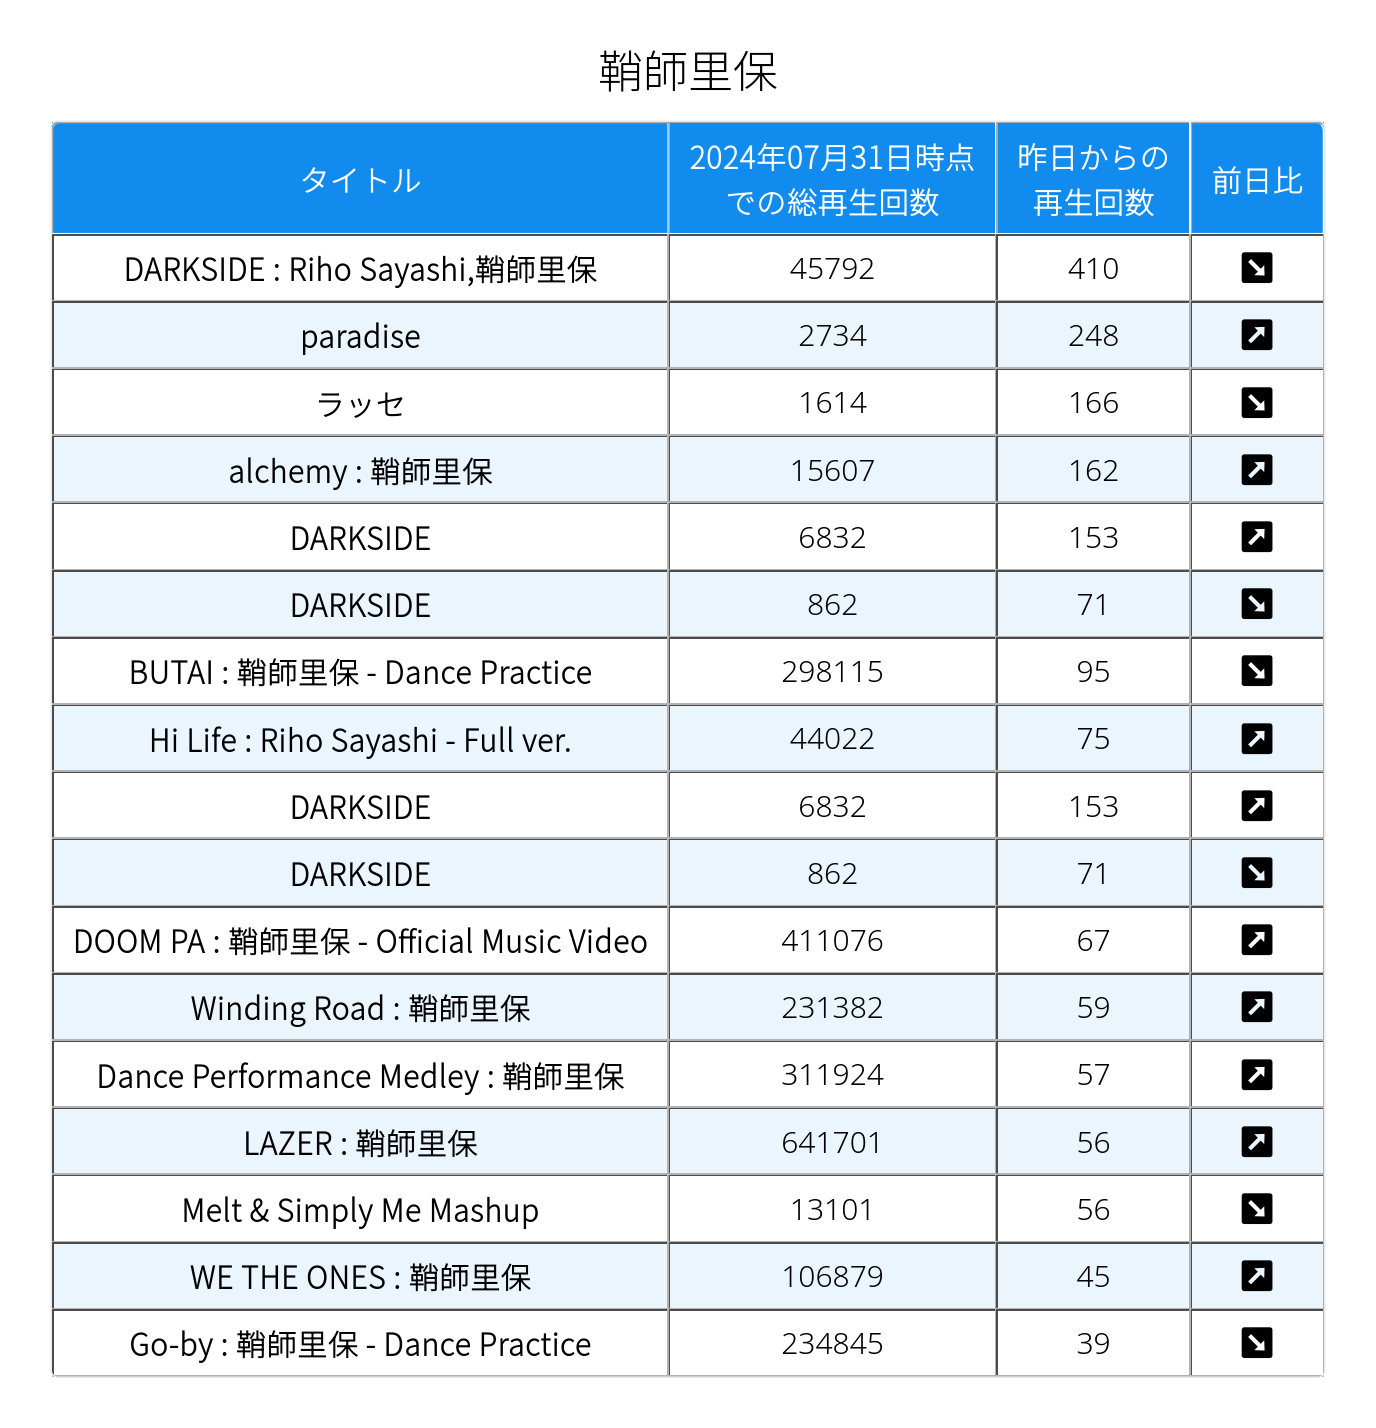 鞘師里保
タイトル 2024年07月31日時点での総再生回数 昨日からの再生回数 前日比
DARKSIDE : Riho Sayashi,鞘師里保 45792 410
paradise 2734 248
ラッセ 1614 166
alchemy : 鞘師里保 15607 162
DARKSIDE 6832 153
DARKSIDE 862 71
BUTAI : 鞘師里保 - Dance Practice 298115 95
Hi Life : Riho Sayashi - Full ver. 44022 75
DARKSIDE 6832 153
DARKSIDE 862 71
DOOM PA : 鞘師里保 - Official Music Video 411076 67
Winding Road : 鞘師里保 231382 59
Dance Performance Medley : 鞘師里保 311924 57
LAZER : 鞘師里保 641701 56
Melt & Simply Me Mashup 13101 56
WE THE ONES : 鞘師里保 106879 45
Go-by : 鞘師里保 - Dance Practice 234845 39